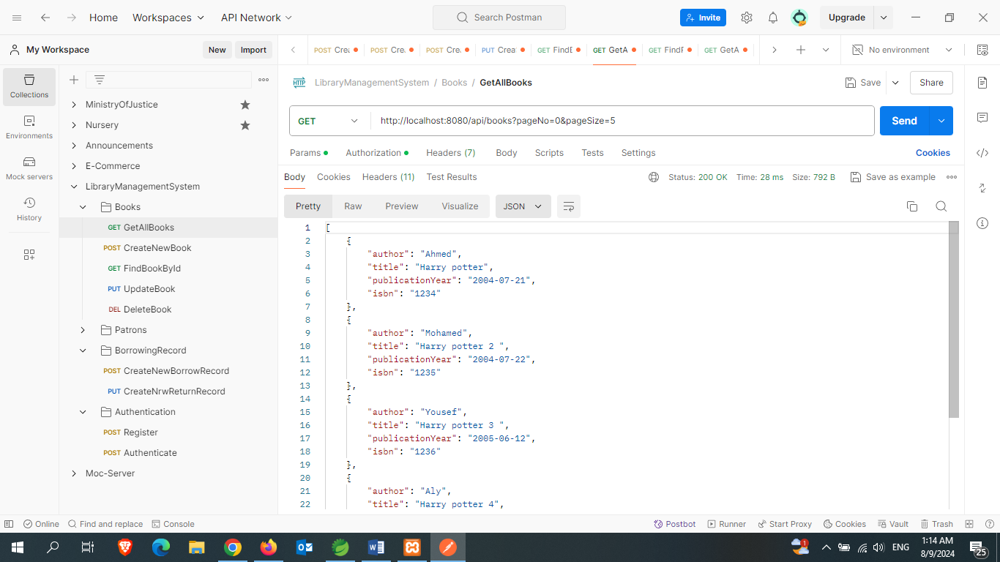 Home Workspaces API Network Search Postman Invite Upgrade
My Workspace New Import
POST Cre POST Cre. POST Cre. PUT Crea GET FindE GET GetA GET FindF GET GetA No environment
Collections
Environments
Mock servers
History
MinistryOfJustice
Nursery
Announcements
E-Commerce
LibraryManagementSystem
Books
GET GetAllBooks
POST CreateNewBook
GET FindBookById
PUT UpdateBook
DEL DeleteBook
Patrons
BorrowingRecord
POST CreateNewBorrowRecord
PUT CreateNrwReturnRecord
Authentication
POST Register
POST Authenticate
Moc-Server
HTTP LibraryManagementSystem / Books / GetAllBooks Save Share
GET http://localhost:8080/api/books?pageNo=0&pageSize=5 Send
Params Authorization Headers (7) Body Scripts Tests Settings Cookies
Body Cookies Headers (11) Test Results Status: 200 OK Time: 28 ms Size: 792 B Save as example
Pretty Raw Preview Visualize JSON
1 [
2 {
3 "author": "Ahmed",
4 "title": "Harry potter",
5 "publicationYear": "2004-07-21",
6 "isbn": "1234"
7 },
8 {
9 "author": "Mohamed",
10 "title": "Harry potter 2 ",
11 "publicationYear": "2004-07-22",
12 "isbn": "1235"
13 },
14 {
15 "author": "Yousef",
16 "title": "Harry potter 3 ",
17 "publicationYear": "2005-06-12",
18 "isbn": "1236"
19 },
20 {
21 "author": "Aly",
22 "title": "Harry potter 4",
Online Find and replace Console Postbot Runner Start Proxy Cookies Vault Trash
1 ENG 1:14 AM
8/9/2024 25